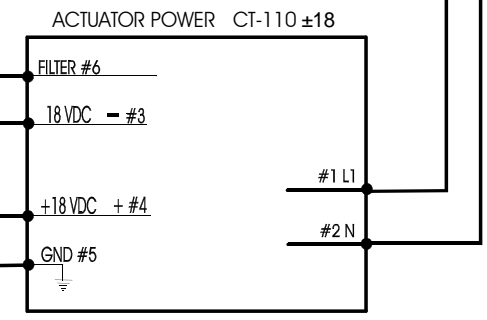 ACTUATOR POWER CT-110 ±18
FILTER #6
18 VDC - #3
#1 L1
+18 VDC + #4
#2 N
GND #5